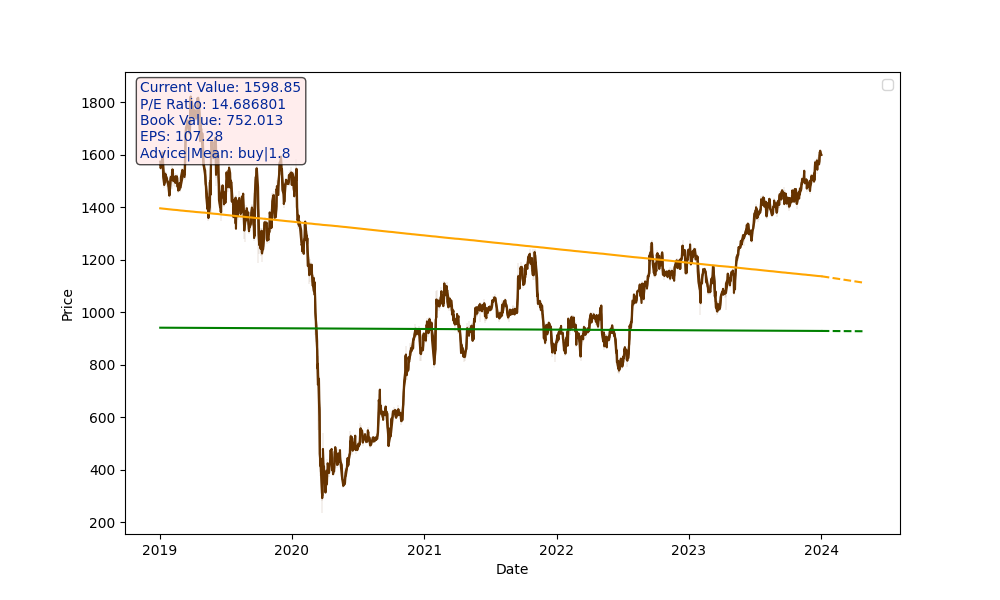 Current Value: 1598.85
P/E Ratio: 14.686801
Book Value: 752.013
EPS: 107.28
Advice|Mean: buy|1.8
1800
1600
1400
1200
1000
800
600
400
200
Price
2019 2020 2021 2022 2023 2024
Date